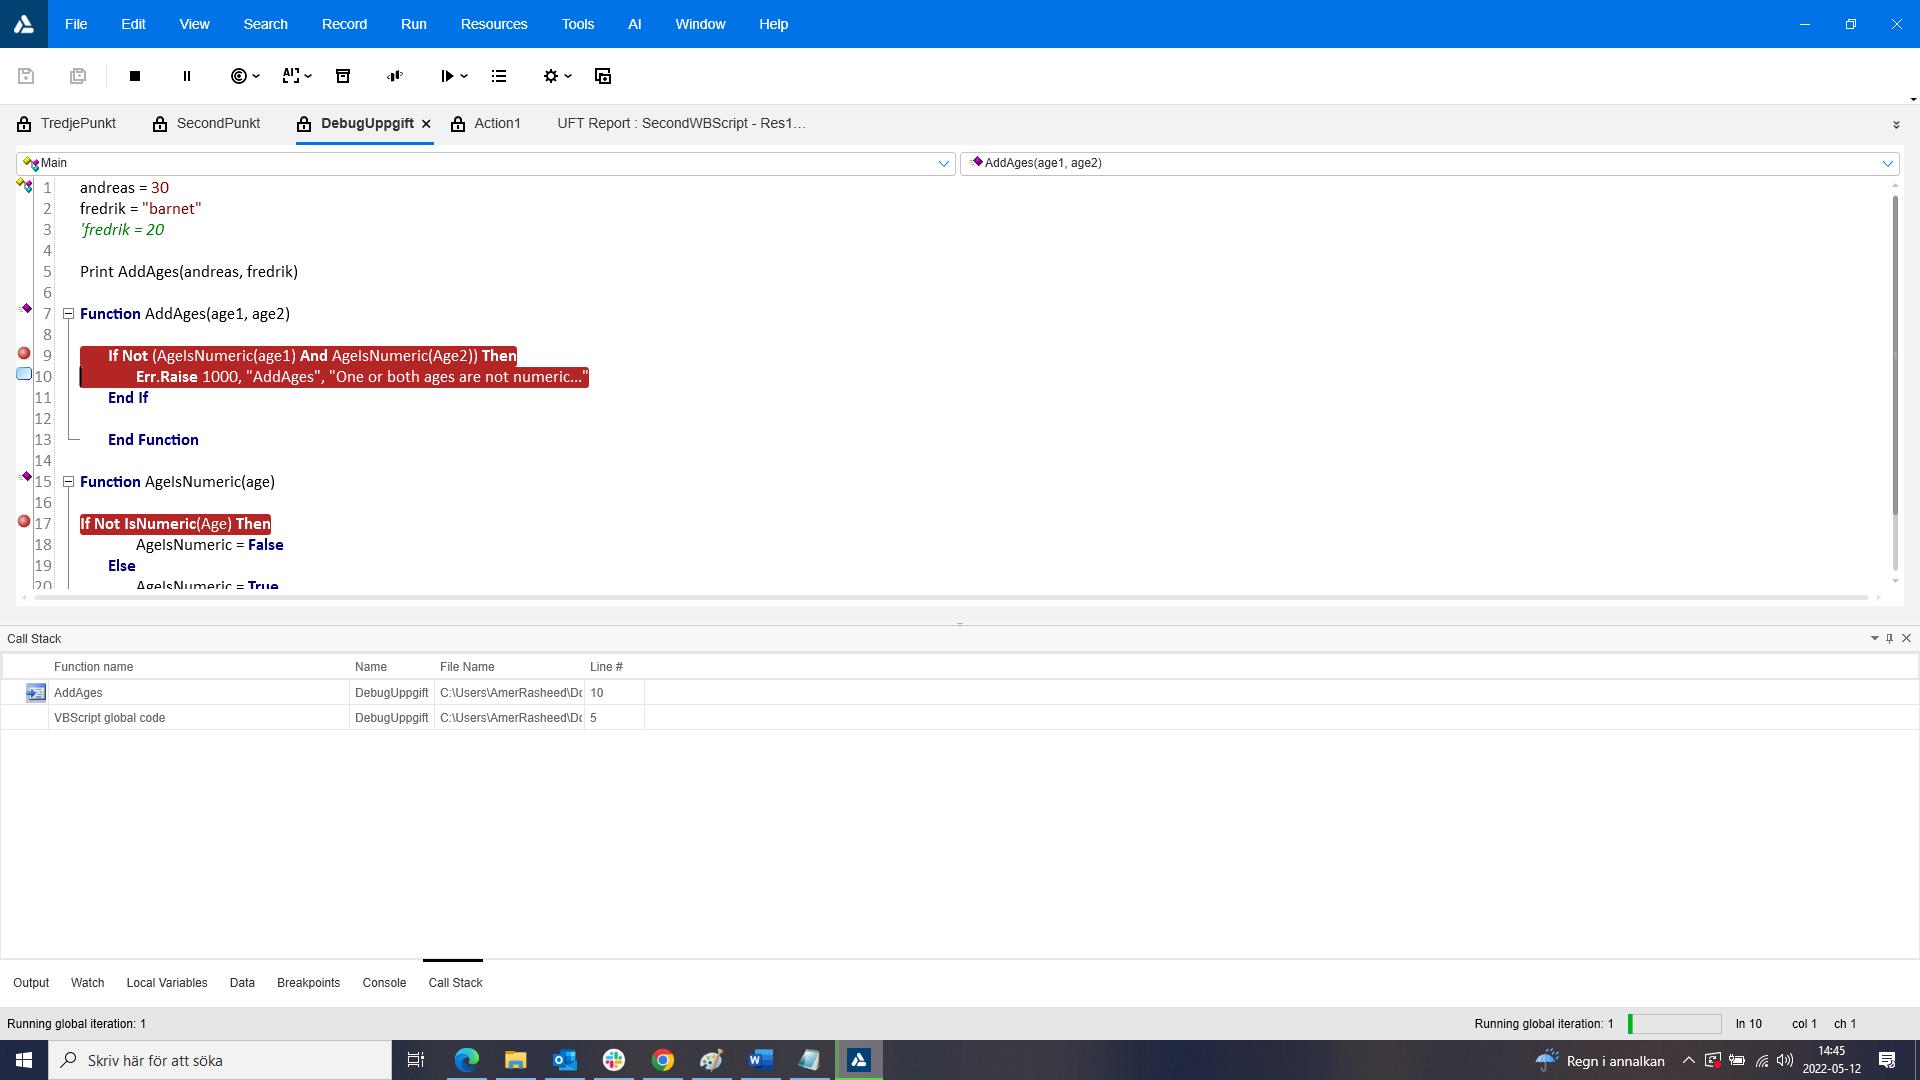 File Edit View Search Record Run Resources Tools AI Window Help
AI
TredjePunkt SecondPunkt DebugUppgift Action1 UFT Report : SecondWBScript - Res1...
Main AddAges(age1, age2)
1 andreas = 30
2 fredrik = "barnet"
3 'fredrik = 20
4
5 Print AddAges(andreas, fredrik)
6
7 Function AddAges(age1, age2)
8
9 If Not (AgeIsNumeric(age1) And AgeIsNumeric(Age2)) Then
10 Err.Raise 1000, "AddAges", "One or both ages are not numeric..."
11 End If
12
13 End Function
14
15 Function AgeIsNumeric(age)
16
17 If Not IsNumeric(Age) Then
18 AgeIsNumeric = False
19 Else
20 AgeIsNumeric = True
Call Stack
Function name Name File Name Line #
AddAges DebugUppgift C:\Users\AmerRasheed\Dc 10
VBScript global code DebugUppgift C:\Users\AmerRasheed\Dc 5
Output Watch Local Variables Data Breakpoints Console Call Stack
Running global iteration: 1 Running global iteration: 1 ln 10 col 1 ch 1
Skriv här för att söka Regn i annalkan 14:45
2022-05-12